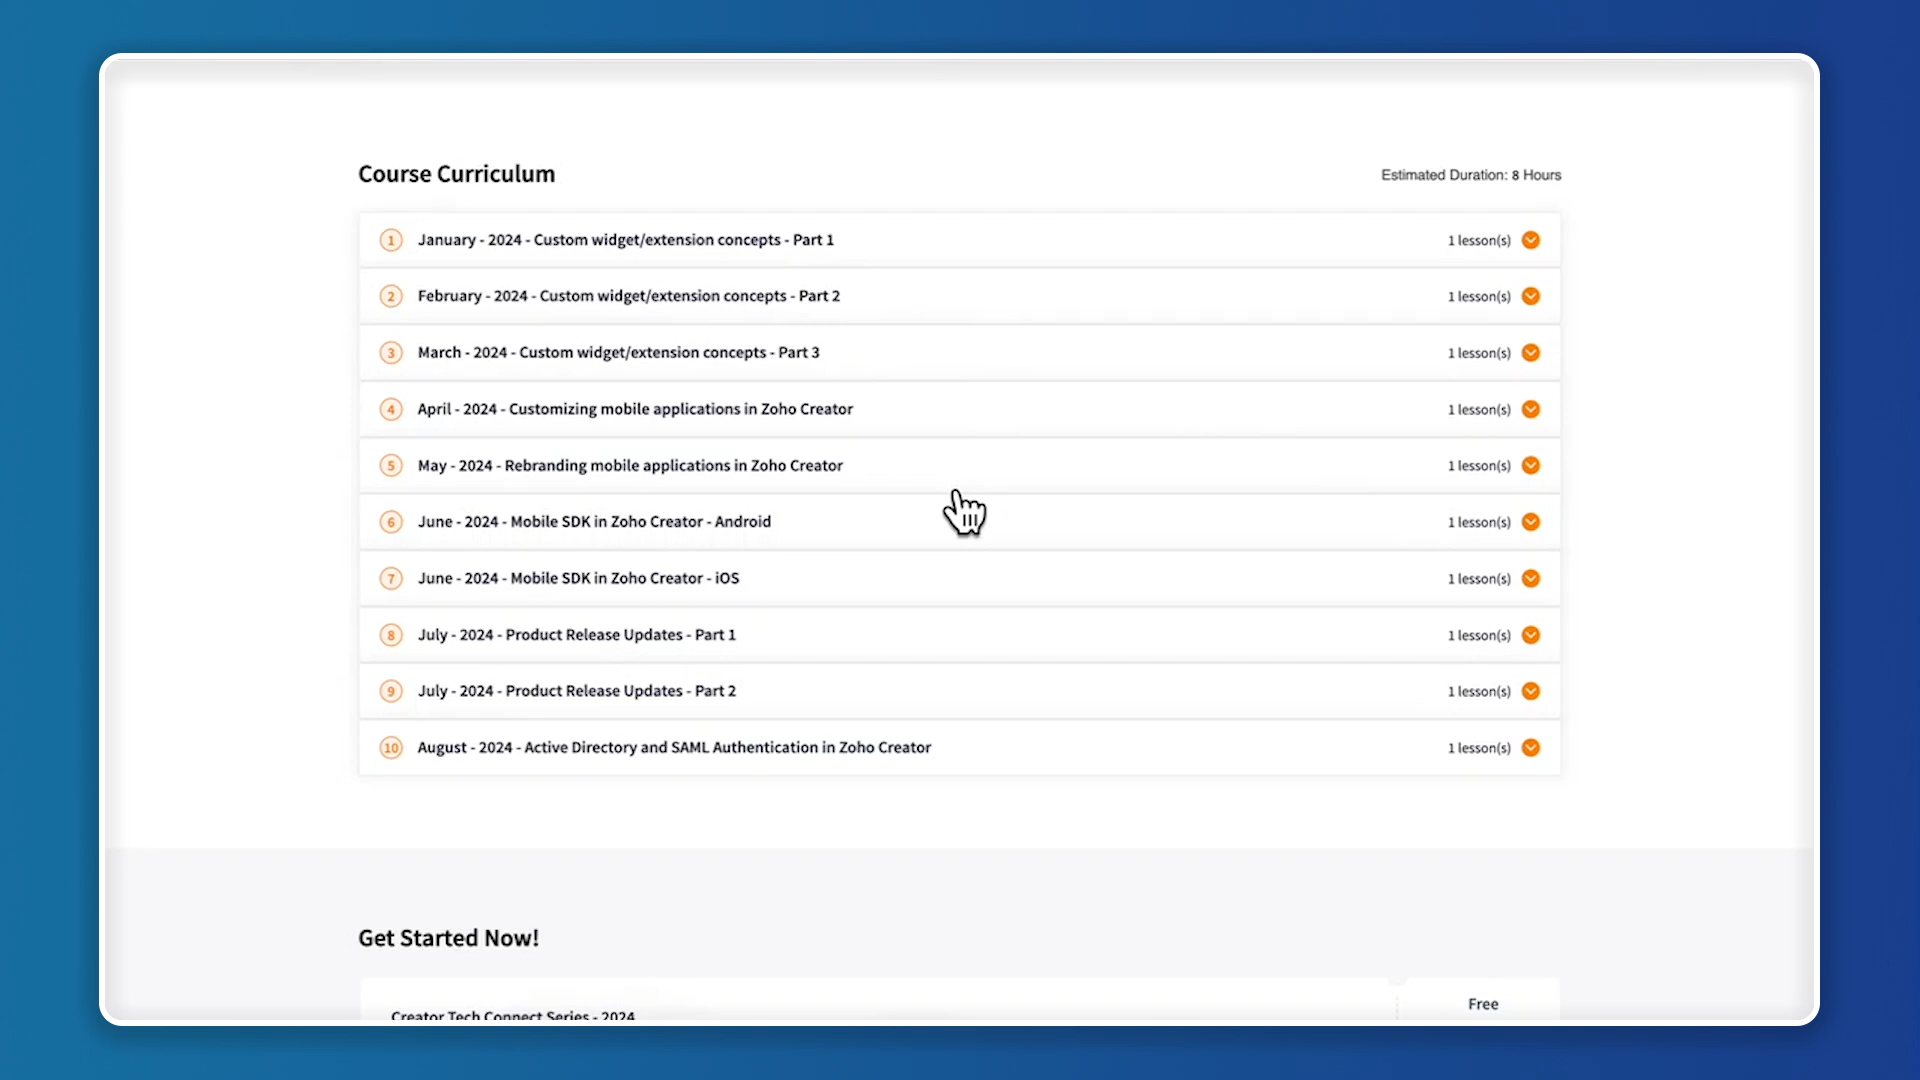 Course Curriculum
Estimated Duration: 8 Hours
1 January - 2024 - Custom widget/extension concepts - Part 1 1 lesson(s)
2 February - 2024 - Custom widget/extension concepts - Part 2 1 lesson(s)
3 March - 2024 - Custom widget/extension concepts - Part 3 1 lesson(s)
4 April - 2024 - Customizing mobile applications in Zoho Creator 1 lesson(s)
5 May - 2024 - Rebranding mobile applications in Zoho Creator 1 lesson(s)
6 June - 2024 - Mobile SDK in Zoho Creator - Android 1 lesson(s)
7 June - 2024 - Mobile SDK in Zoho Creator - iOS 1 lesson(s)
8 July - 2024 - Product Release Updates - Part 1 1 lesson(s)
9 July - 2024 - Product Release Updates - Part 2 1 lesson(s)
10 August - 2024 - Active Directory and SAML Authentication in Zoho Creator 1 lesson(s)
Get Started Now!
Free
Creator Tech Connect Series - 2024